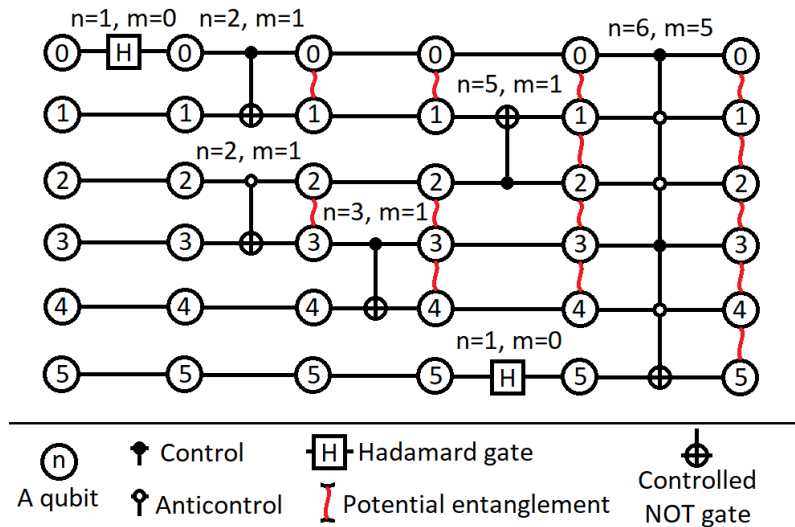 n=1, m=0 n=2, m=1 n=6, m=5
0 H 0 0 0 0 0
n=5, m=1
1 1 1 1 1 1
n=2, m=1
2 2 2 2 2 2
n=3, m=1
3 3 3 3 3 3
4 4 4 4 4 4
n=1, m=0
5 5 5 5 H 5 5
n Control H Hadamard gate
A qubit Anticontrol Potential entanglement Controlled
NOT gate